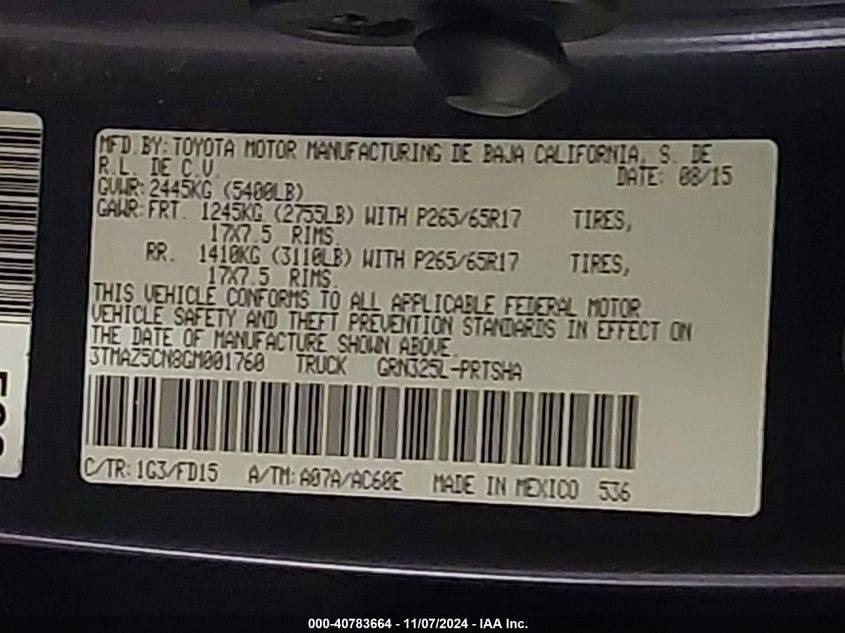 MFD.BY: TOYOTA MOTOR MANUFACTURING DE BAJA CALIFORNIA, S. DE
R.L. DE C.V. DATE: 08/15
GVWR: 2445KG (5400LB)
GAWR: FRT. 1245KG (2755LB) WITH P265/65R17 TIRES,
17X7.5 RIMS.
RR. 1410KG (3110LB) WITH P265/65R17 TIRES,
17X7.5 RIMS.
THIS VEHICLE CONFORMS TO ALL APPLICABLE FEDERAL MOTOR
VEHICLE SAFETY AND THEFT PREVENTION STANDARDS IN EFFECT ON
THE DATE OF MANUFACTURE SHOWN ABOVE.
3TMAZ5CN8GM001760 TRUCK GRN325L-PRTSHA
C/TR: 1G3/FD15 A/TM: A07A/AC60E MADE IN MEXICO 536
000-40783664 - 11/07/2024 - IAA Inc.